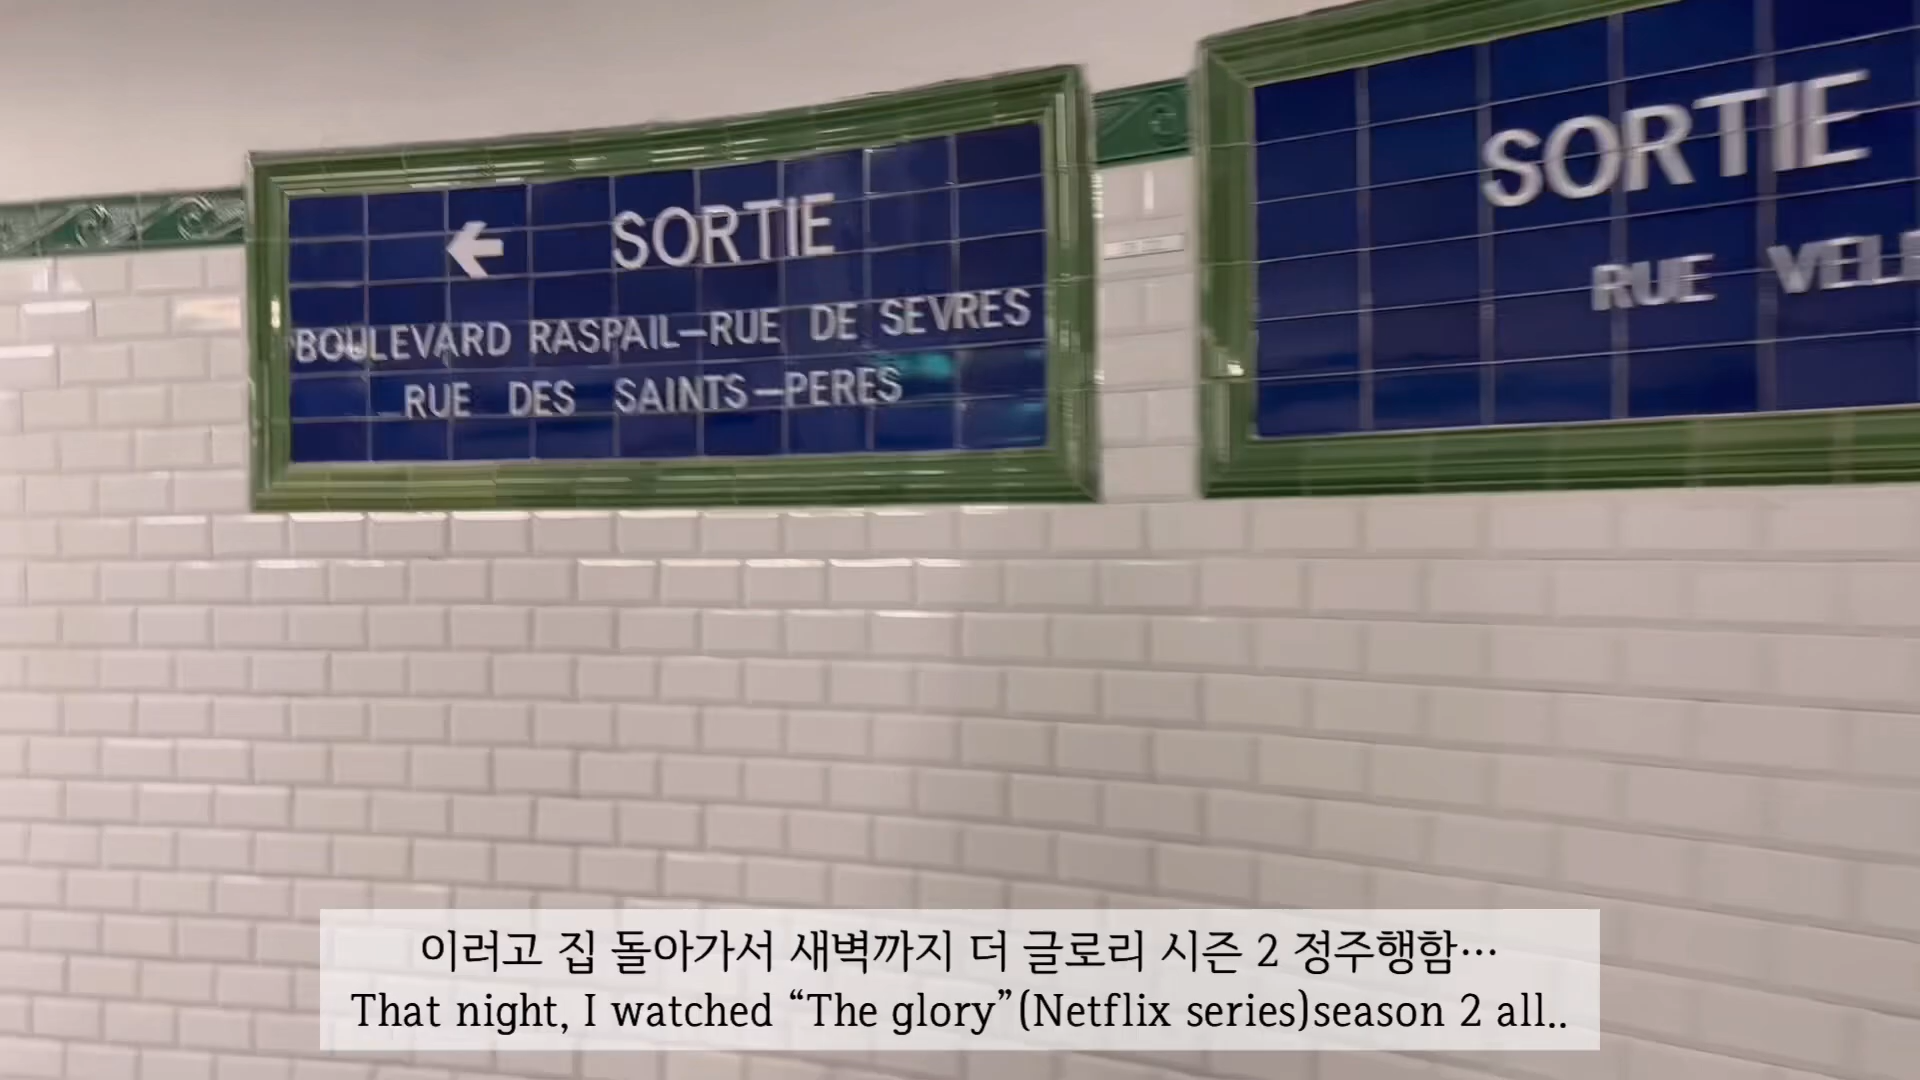 ← SORTIE
BOULEVARD RASPAIL–RUE DE SEVRES
RUE DES SAINTS–PERES
SORTIE
RUE
이러고 집 돌아가서 새벽까지 더 글로리 시즌 2 정주행함…
That night, I watched “The glory”(Netflix series)season 2 all..